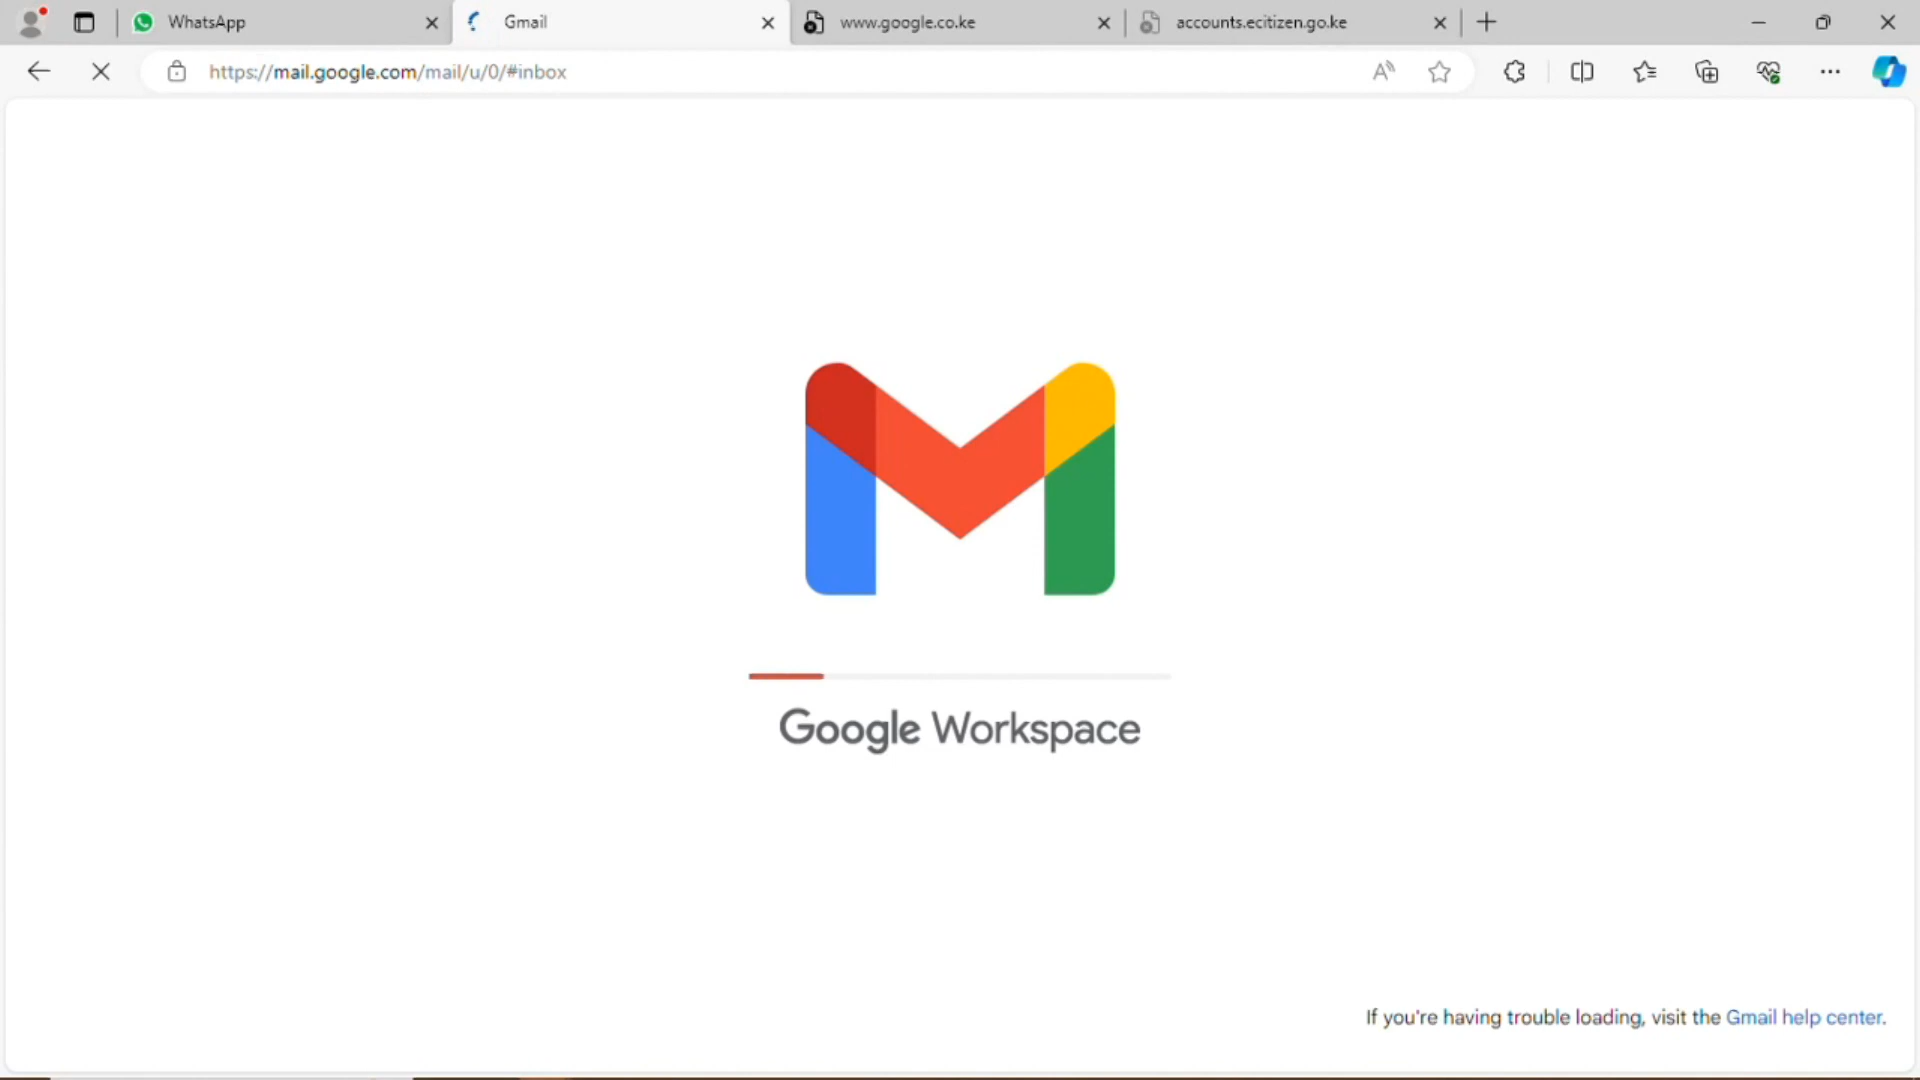 WhatsApp
Gmail
www.google.co.ke
accounts.ecitizen.go.ke
https://mail.google.com/mail/u/0/#inbox
Google Workspace
If you're having trouble loading, visit the Gmail help center.